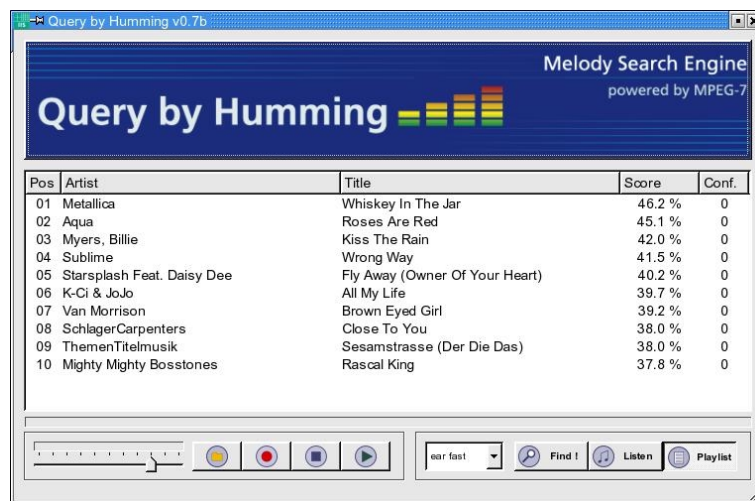 Query by Humming v0.7b
Melody Search Engine
powered by MPEG-7
Query by Humming
Pos Artist Title Score Conf.
01 Metallica Whiskey In The Jar 46.2 % 0
02 Aqua Roses Are Red 45.1 % 0
03 Myers, Billie Kiss The Rain 42.0 % 0
04 Sublime Wrong Way 41.5 % 0
05 Starsplash Feat. Daisy Dee Fly Away (Owner Of Your Heart) 40.2 % 0
06 K-Ci & JoJo All My Life 39.7 % 0
07 Van Morrison Brown Eyed Girl 39.2 % 0
08 SchlagerCarpenters Close To You 38.0 % 0
09 ThemenTitelmusik Sesamstrasse (Der Die Das) 38.0 % 0
10 Mighty Mighty Bosstones Rascal King 37.8 % 0
ear fast Find ! Listen Playlist